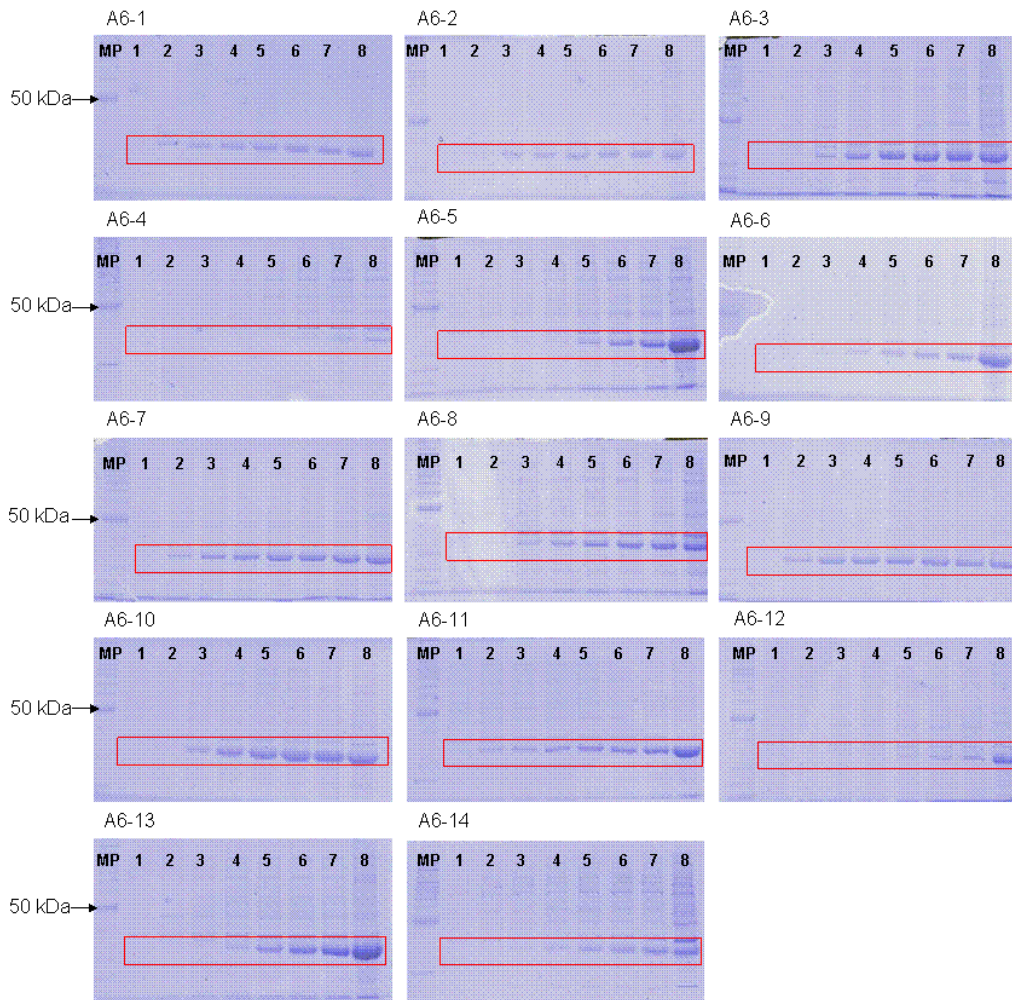 A6-1 A6-2 A6-3
MP 1 2 3 4 5 6 7 8 MP 1 2 3 4 5 6 7 8 MP 1 2 3 4 5 6 7 8
50 kDa
A6-4 A6-5 A6-6
MP 1 2 3 4 5 6 7 8 MP 1 2 3 4 5 6 7 8 MP 1 2 3 4 5 6 7 8
50 kDa
A6-7 A6-8 A6-9
MP 1 2 3 4 5 6 7 8 MP 1 2 3 4 5 6 7 8 MP 1 2 3 4 5 6 7 8
50 kDa
A6-10 A6-11 A6-12
MP 1 2 3 4 5 6 7 8 MP 1 2 3 4 5 6 7 8 MP 1 2 3 4 5 6 7 8
50 kDa
A6-13 A6-14
MP 1 2 3 4 5 6 7 8 MP 1 2 3 4 5 6 7 8
50 kDa